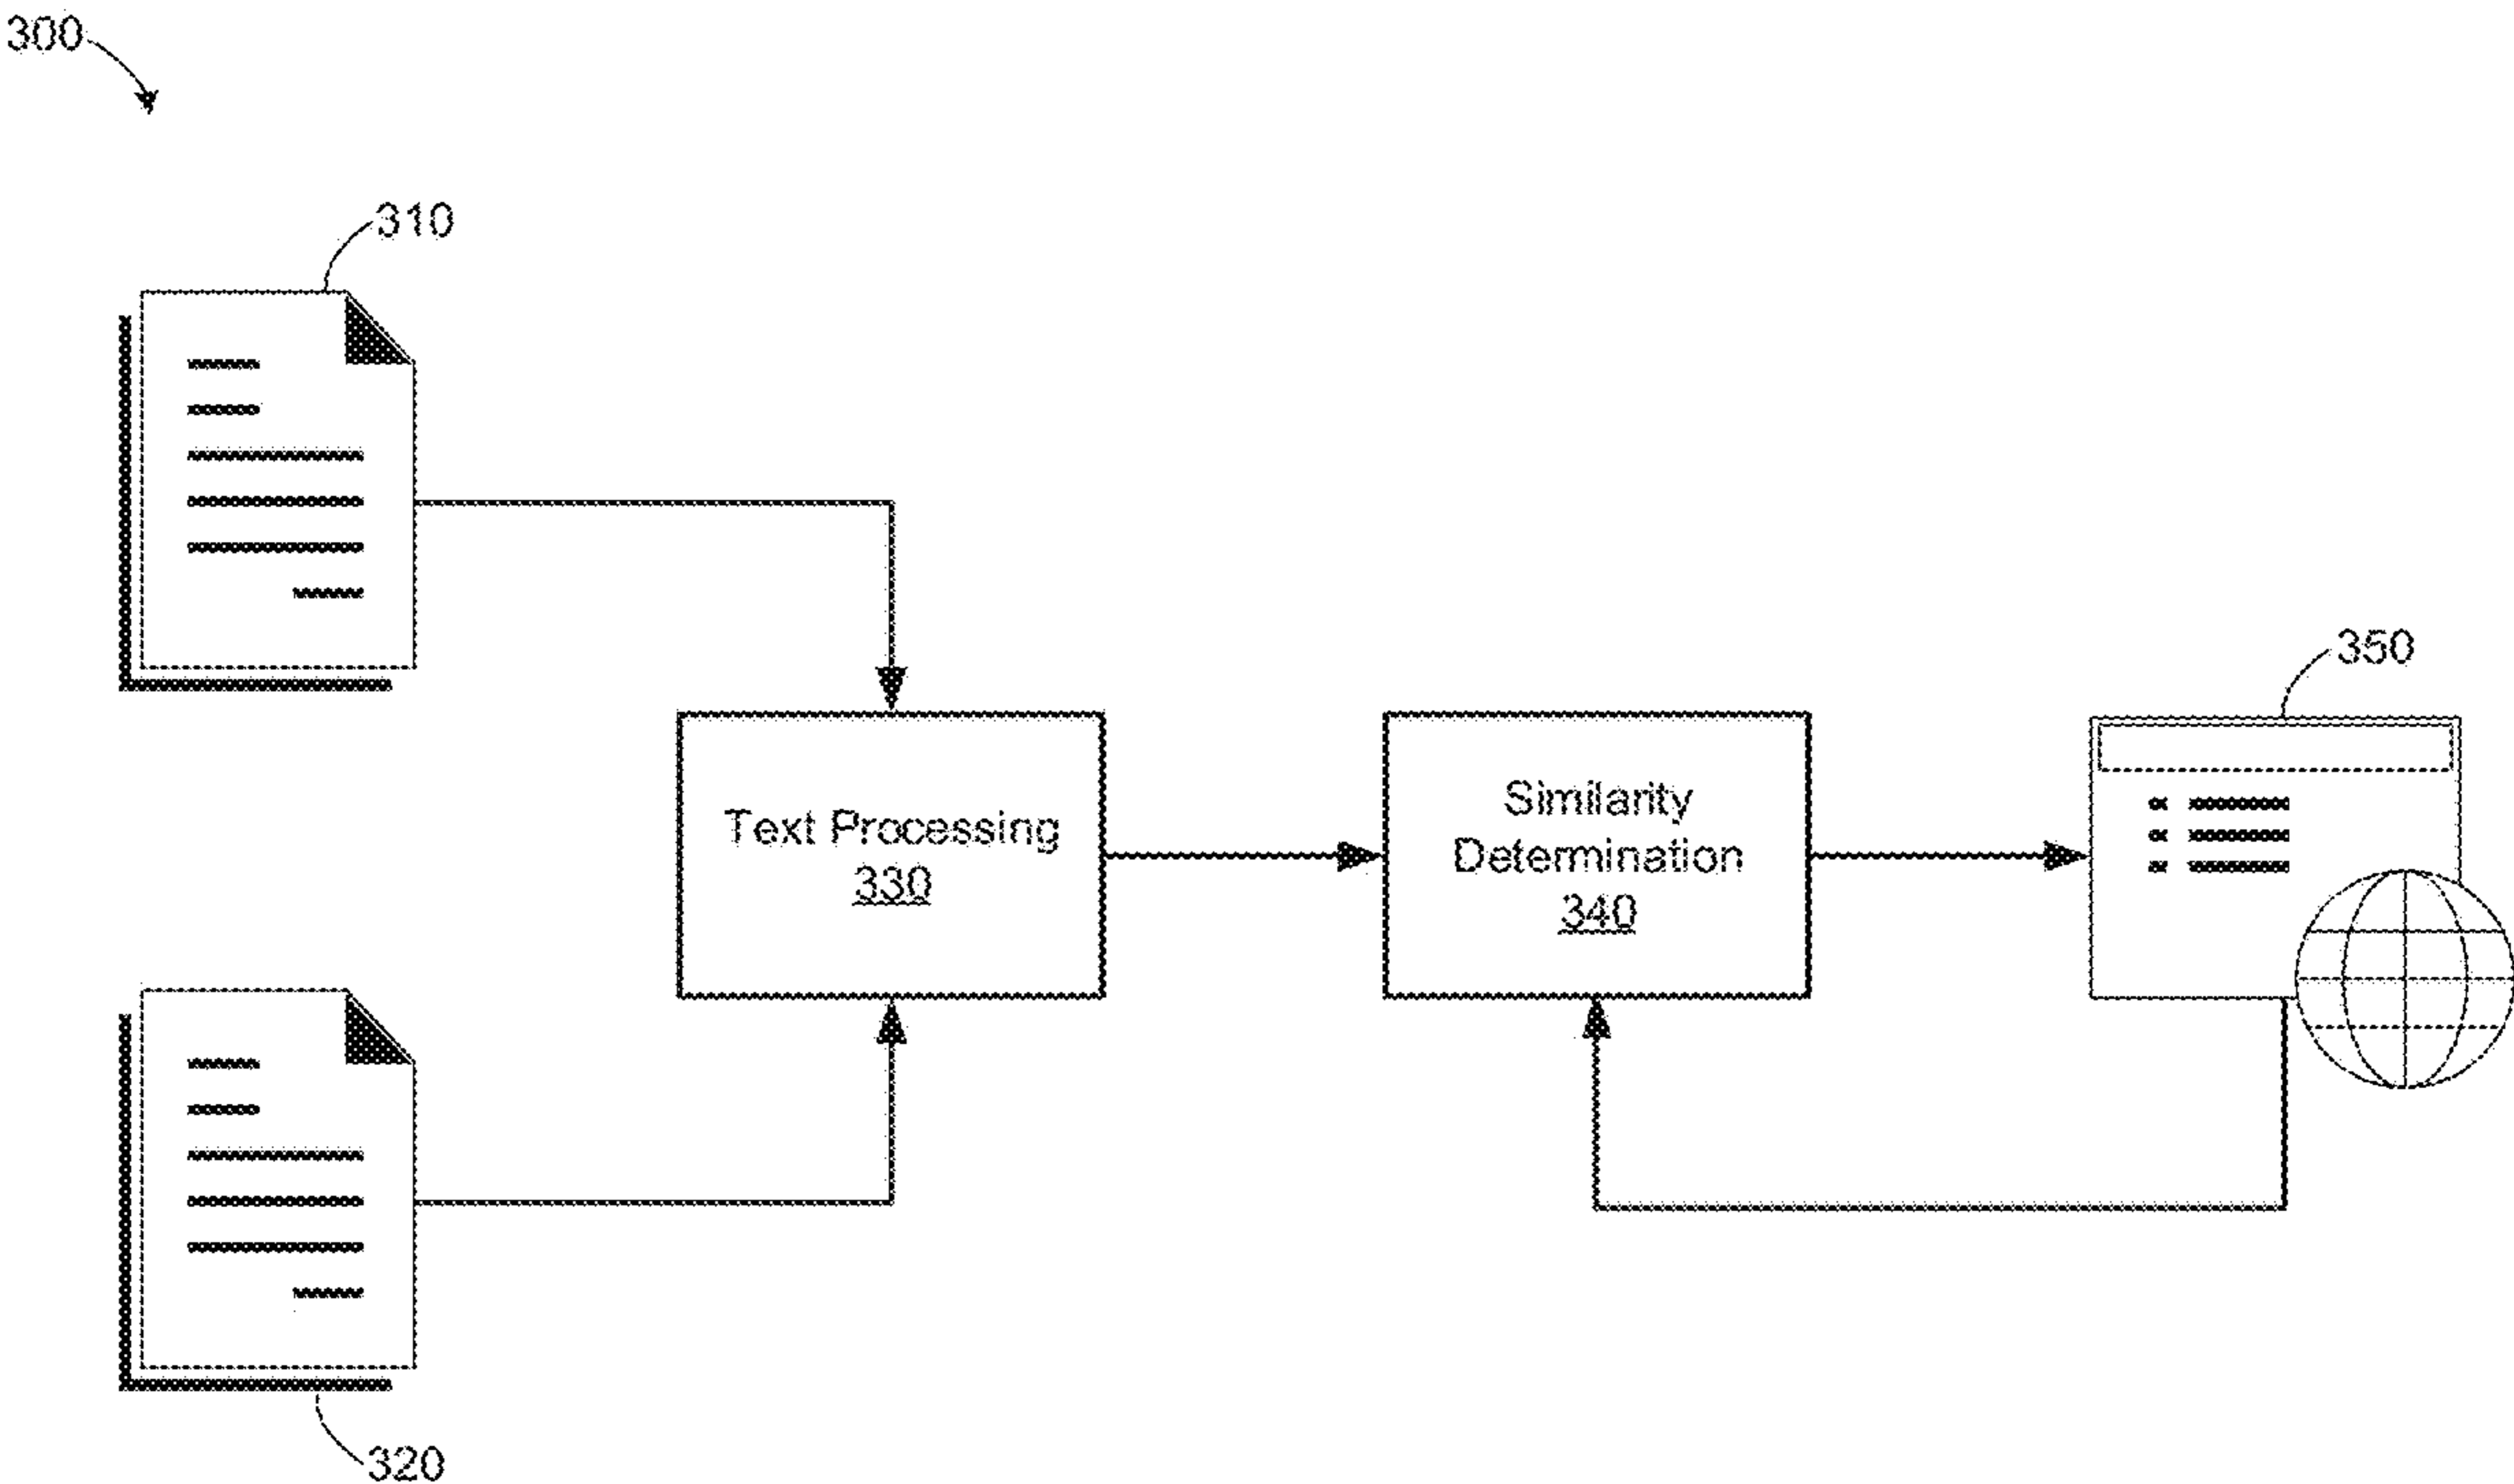 300
310
350
Text Processing
330
Similarity
Determination
340
320